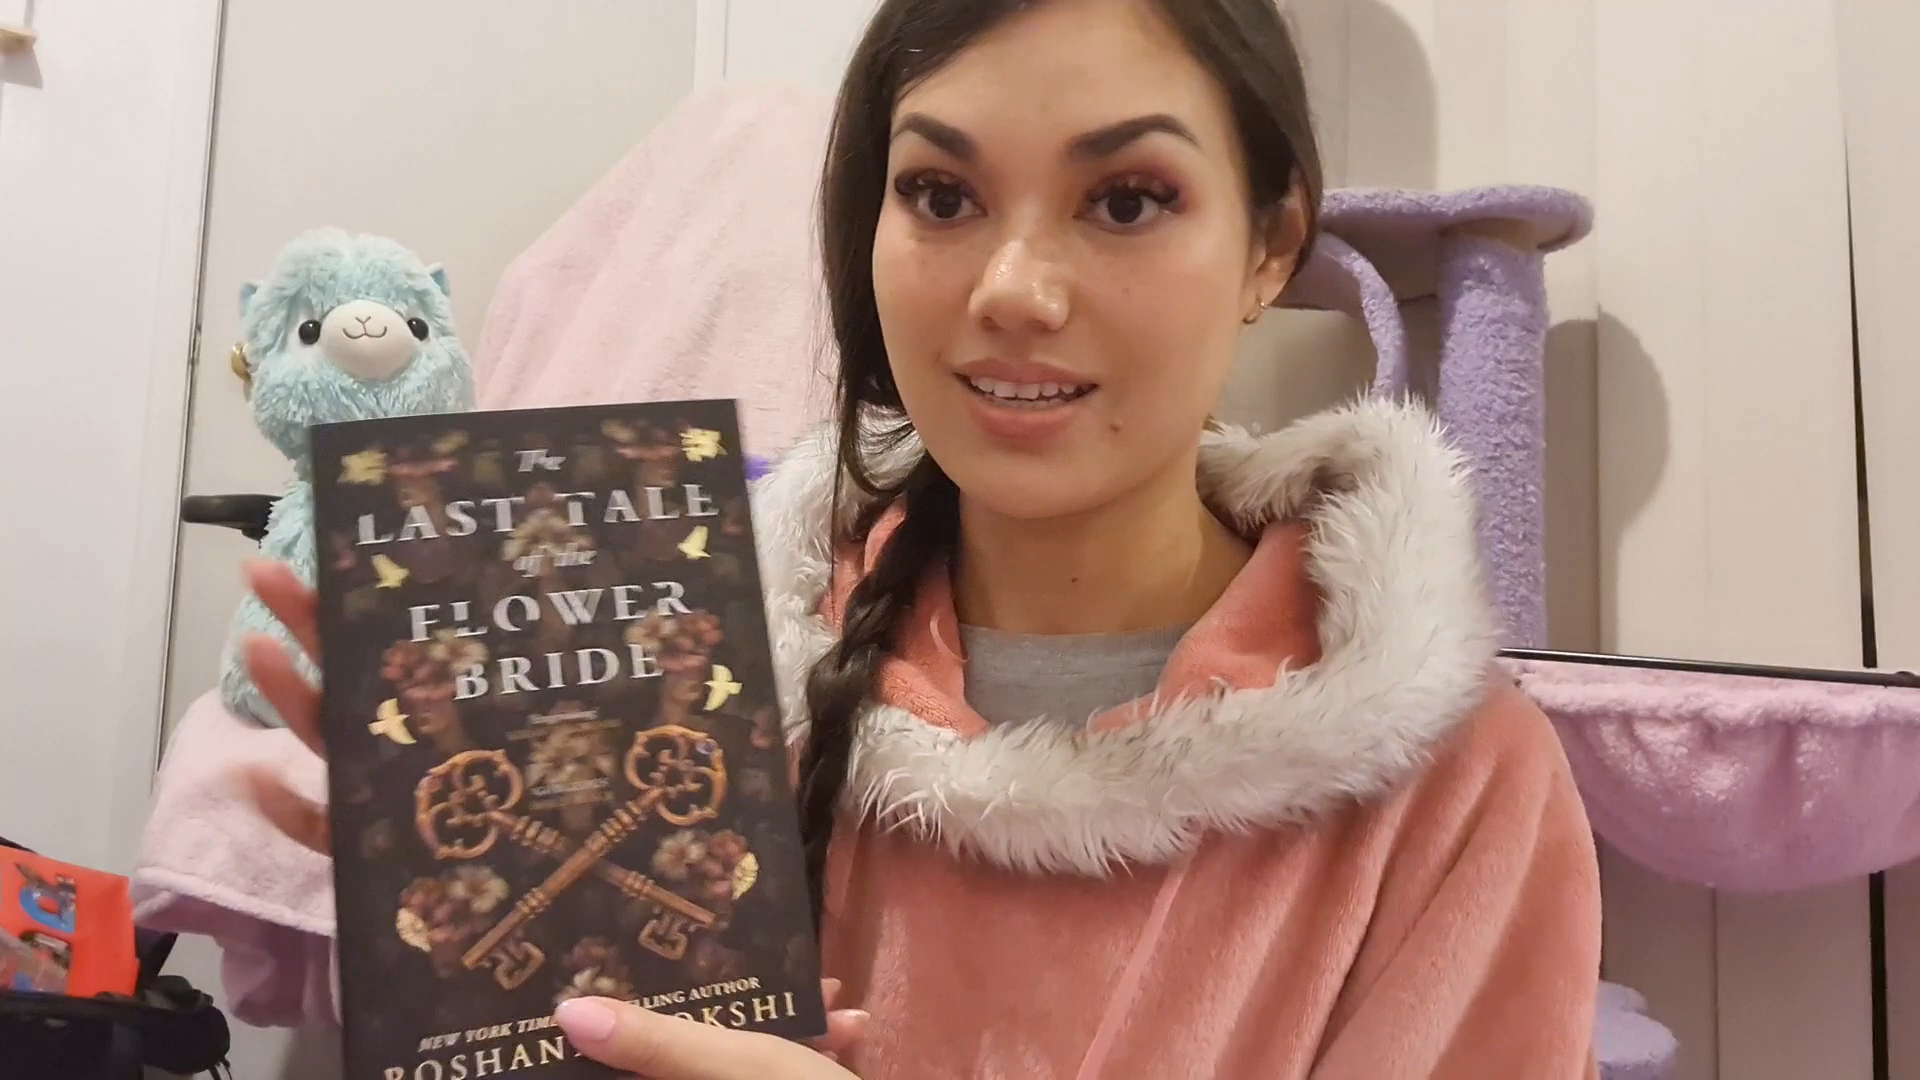 The
LAST TALE
of the
FLOWER
BRIDE
NEW YORK TIME LLING AUTHOR
ROSHAN OKSHI